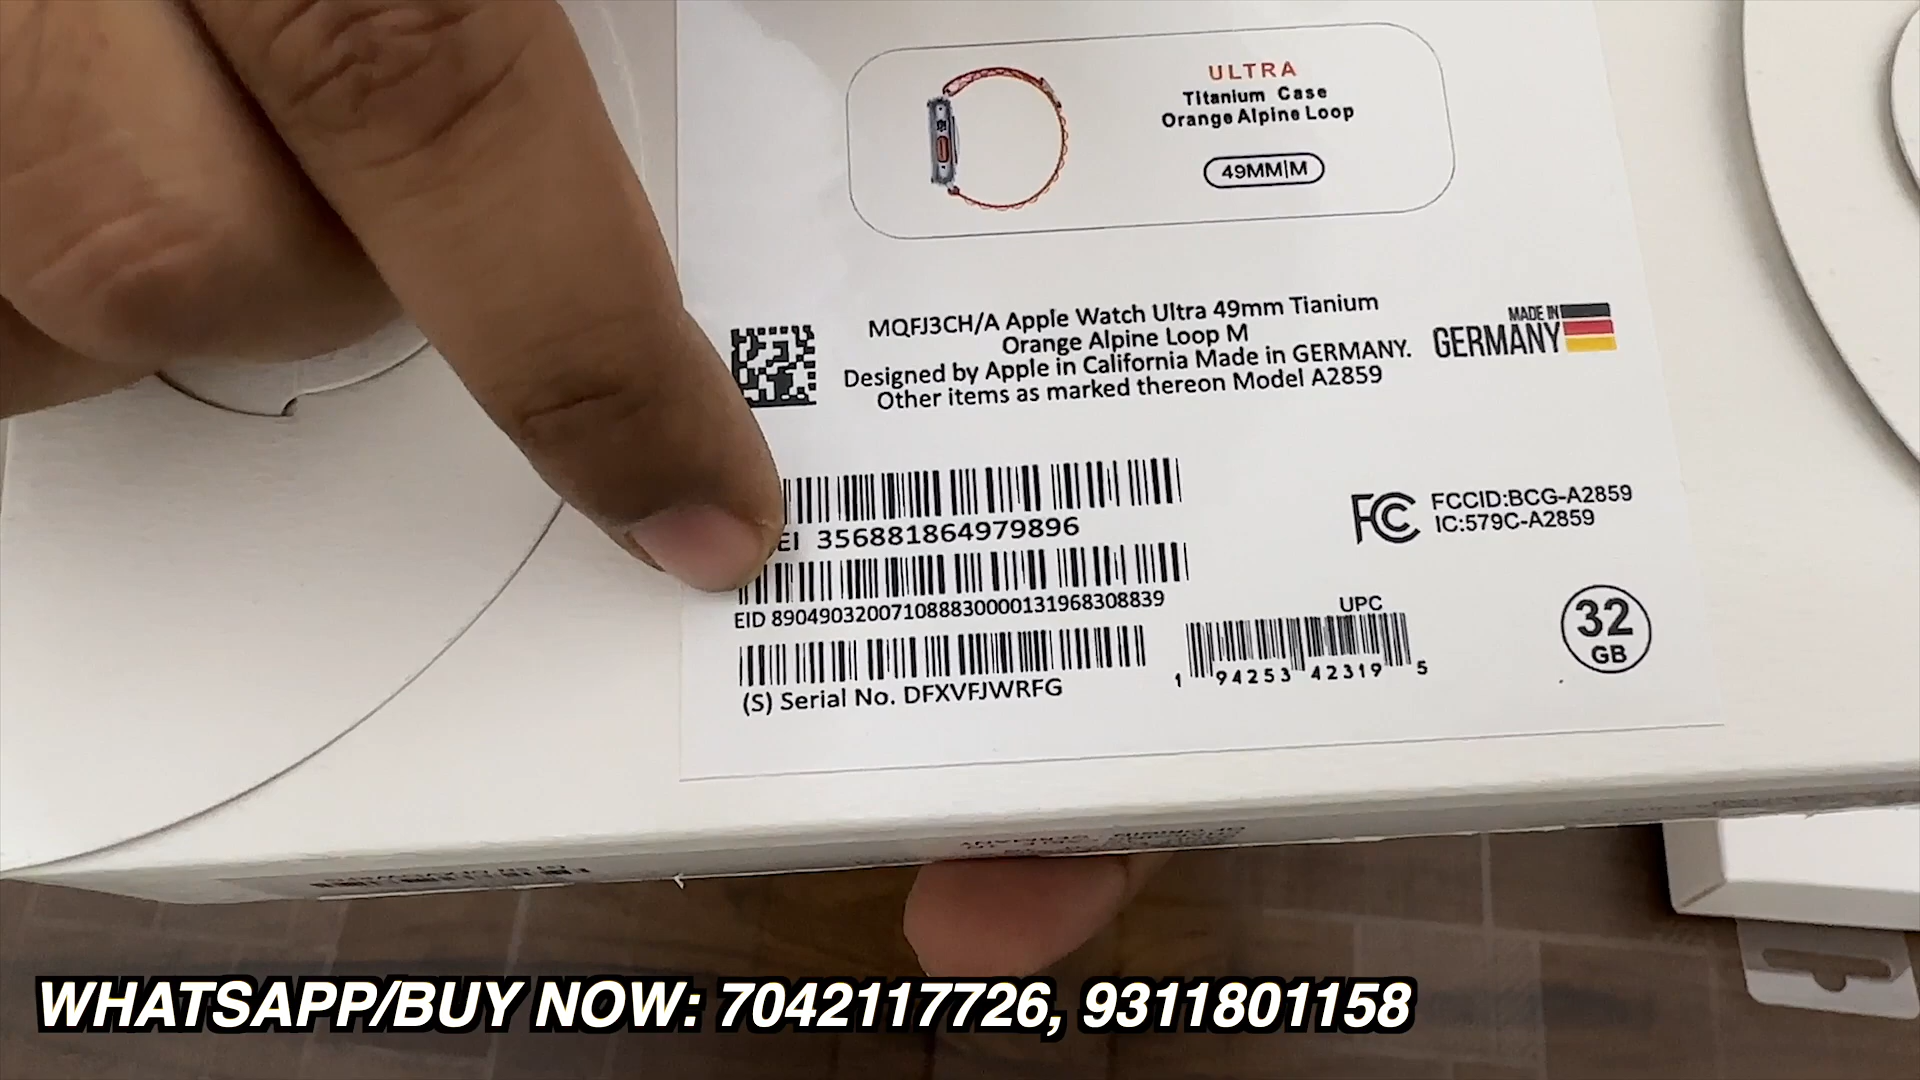 ULTRA
Titanium Case
Orange Alpine Loop
49MM|M
MQFJ3CH/A Apple Watch Ultra 49mm Tianium
Orange Alpine Loop M
Designed by Apple in California Made in GERMANY.
Other items as marked thereon Model A2859
MADE IN
GERMANY
EI 356881864979896
FCCID:BCG-A2859
IC:579C-A2859
EID 890490320071088830000131968308839
UPC
1 94253 42319 5
32
GB
(S) Serial No. DFXVFJWRFG
WHATSAPP/BUY NOW: 7042117726, 9311801158